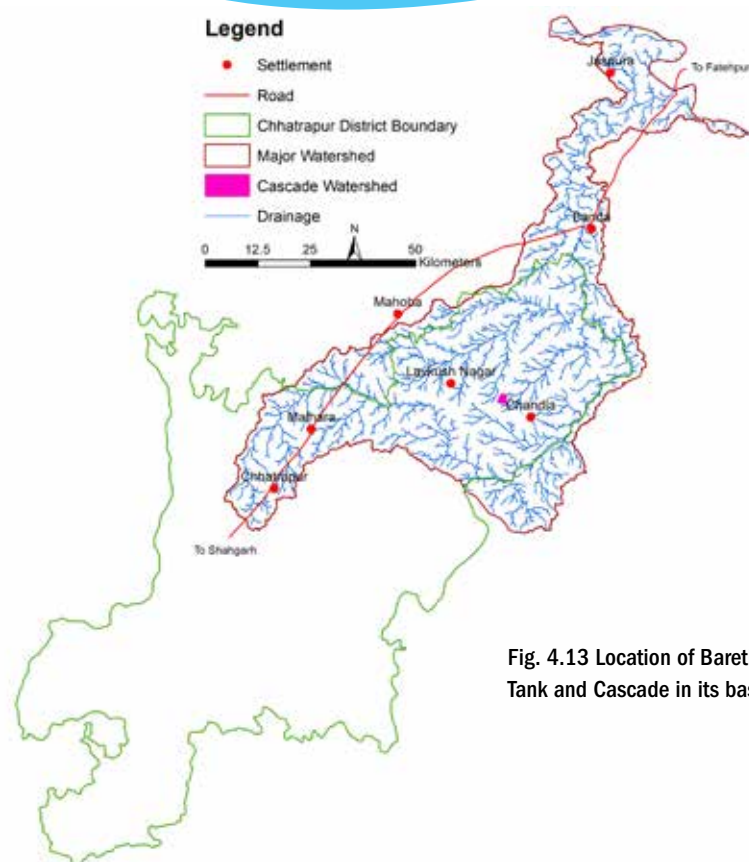 Legend
Settlement
Road
Chhatrapur District Boundary
Major Watershed
Cascade Watershed
Drainage
N
0 12.5 25 50
Kilometers
Jaspura
To Fatehpur
Banda
Mahoba
Lavkush Nagar
Chandla
Malhara
Chhatrapur
To Shahgarh
Fig. 4.13 Location of Baret
Tank and Cascade in its bas